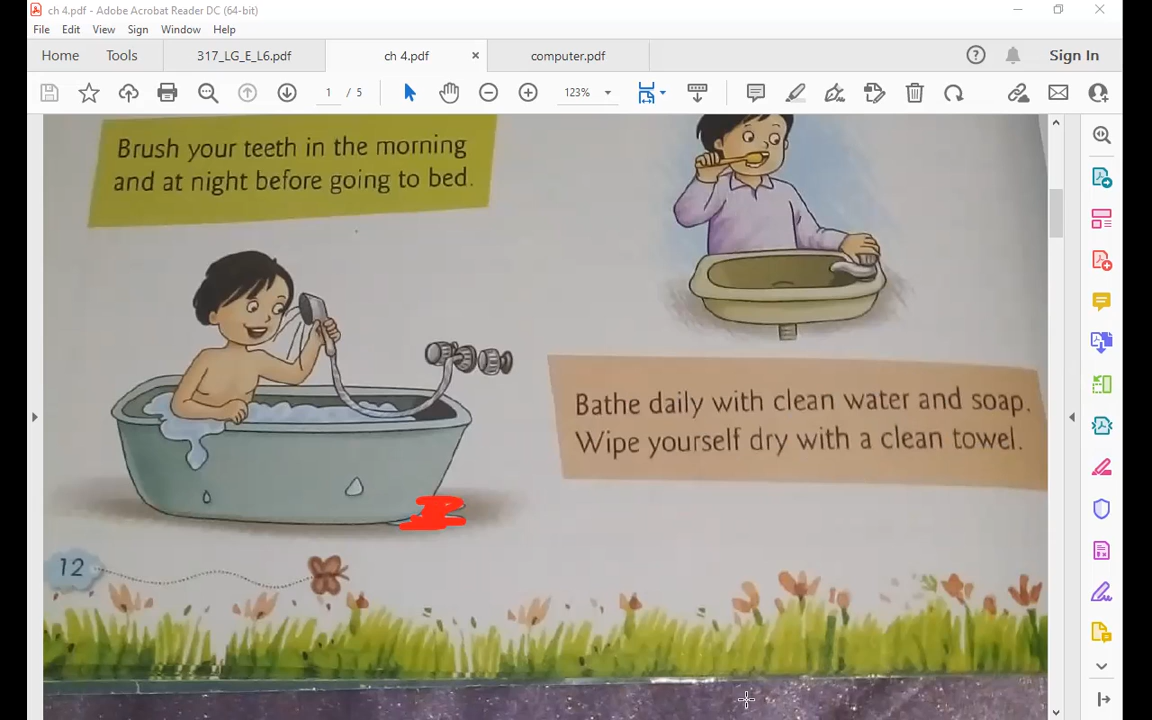 ch 4.pdf - Adobe Acrobat Reader DC (64-bit)
File Edit View Sign Window Help
Home Tools 317_LG_E_L6.pdf ch 4.pdf × computer.pdf Sign In
1 / 5 123%
Brush your teeth in the morning
and at night before going to bed.
Bathe daily with clean water and soap.
Wipe yourself dry with a clean towel.
12